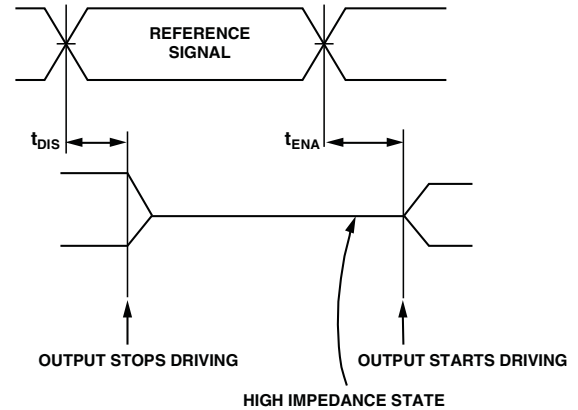 REFERENCE
SIGNAL
tDIS
tENA
OUTPUT STOPS DRIVING
OUTPUT STARTS DRIVING
HIGH IMPEDANCE STATE